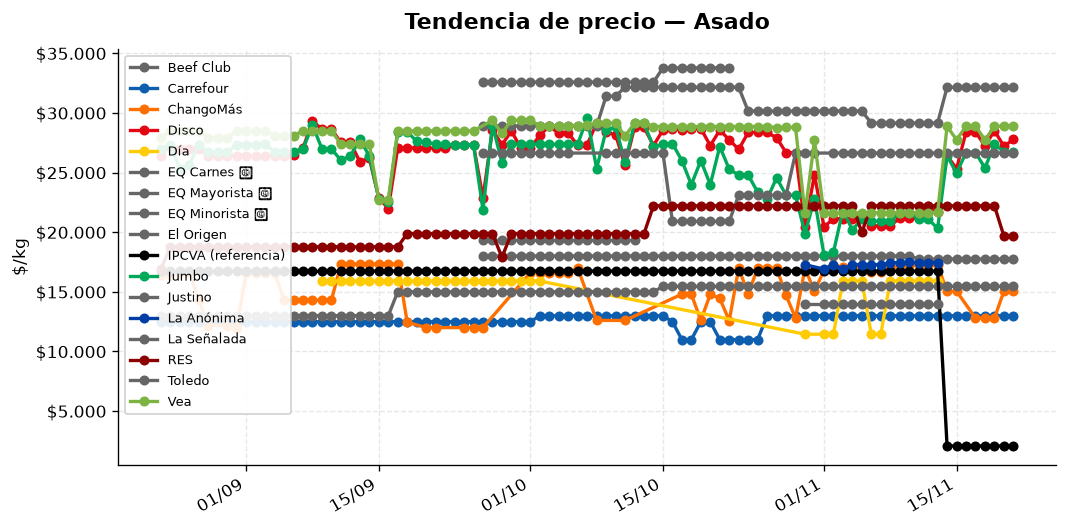 Tendencia de precio — Asado
$/kg
$35.000
$30.000
$25.000
$20.000
$15.000
$10.000
$5.000
Beef Club
Carrefour
ChangoMás
Disco
Día
EQ Carnes
EQ Mayorista
EQ Minorista
El Origen
IPCVA (referencia)
Jumbo
Justino
La Anónima
La Señalada
RES
Toledo
Vea
01/09
15/09
01/10
15/10
01/11
15/11